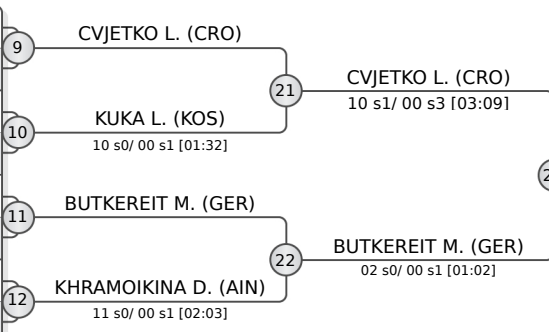 CVJETKO L. (CRO)
9
21
CVJETKO L. (CRO)
10 s1/ 00 s3 [03:09]
KUKA L. (KOS)
10
10 s0/ 00 s1 [01:32]
BUTKEREIT M. (GER)
11
22
BUTKEREIT M. (GER)
02 s0/ 00 s1 [01:02]
KHRAMOIKINA D. (AIN)
12
11 s0/ 00 s1 [02:03]